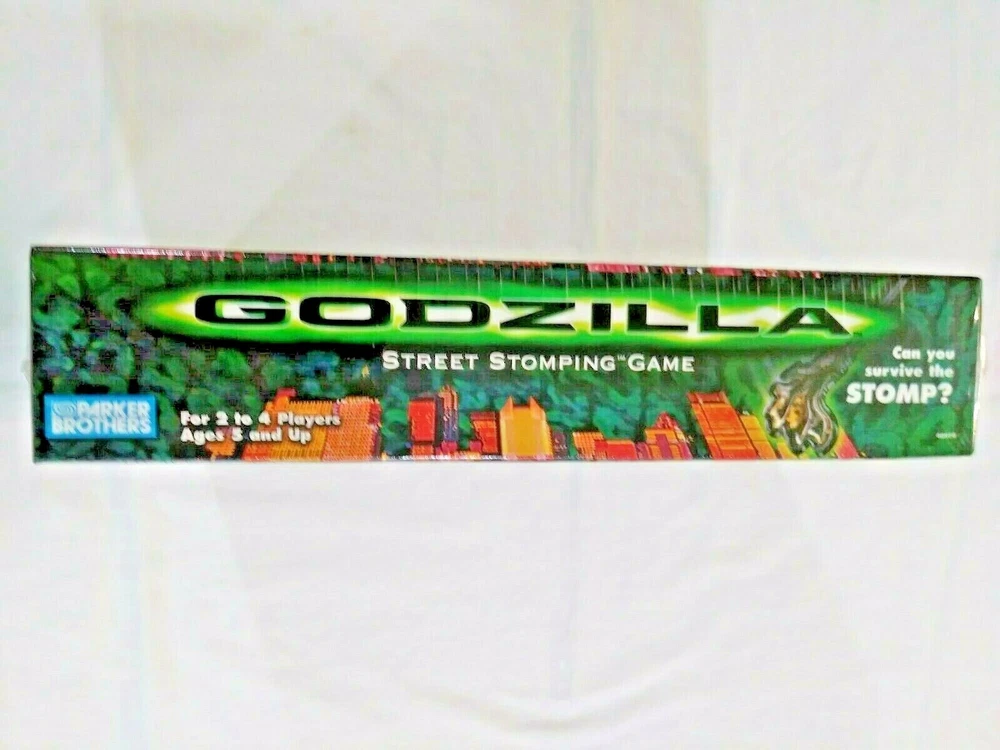 GODZILLA
STREET STOMPING™ GAME
Can you
survive the
STOMP?
PARKER
BROTHERS
For 2 to 4 Players
Ages 5 and Up